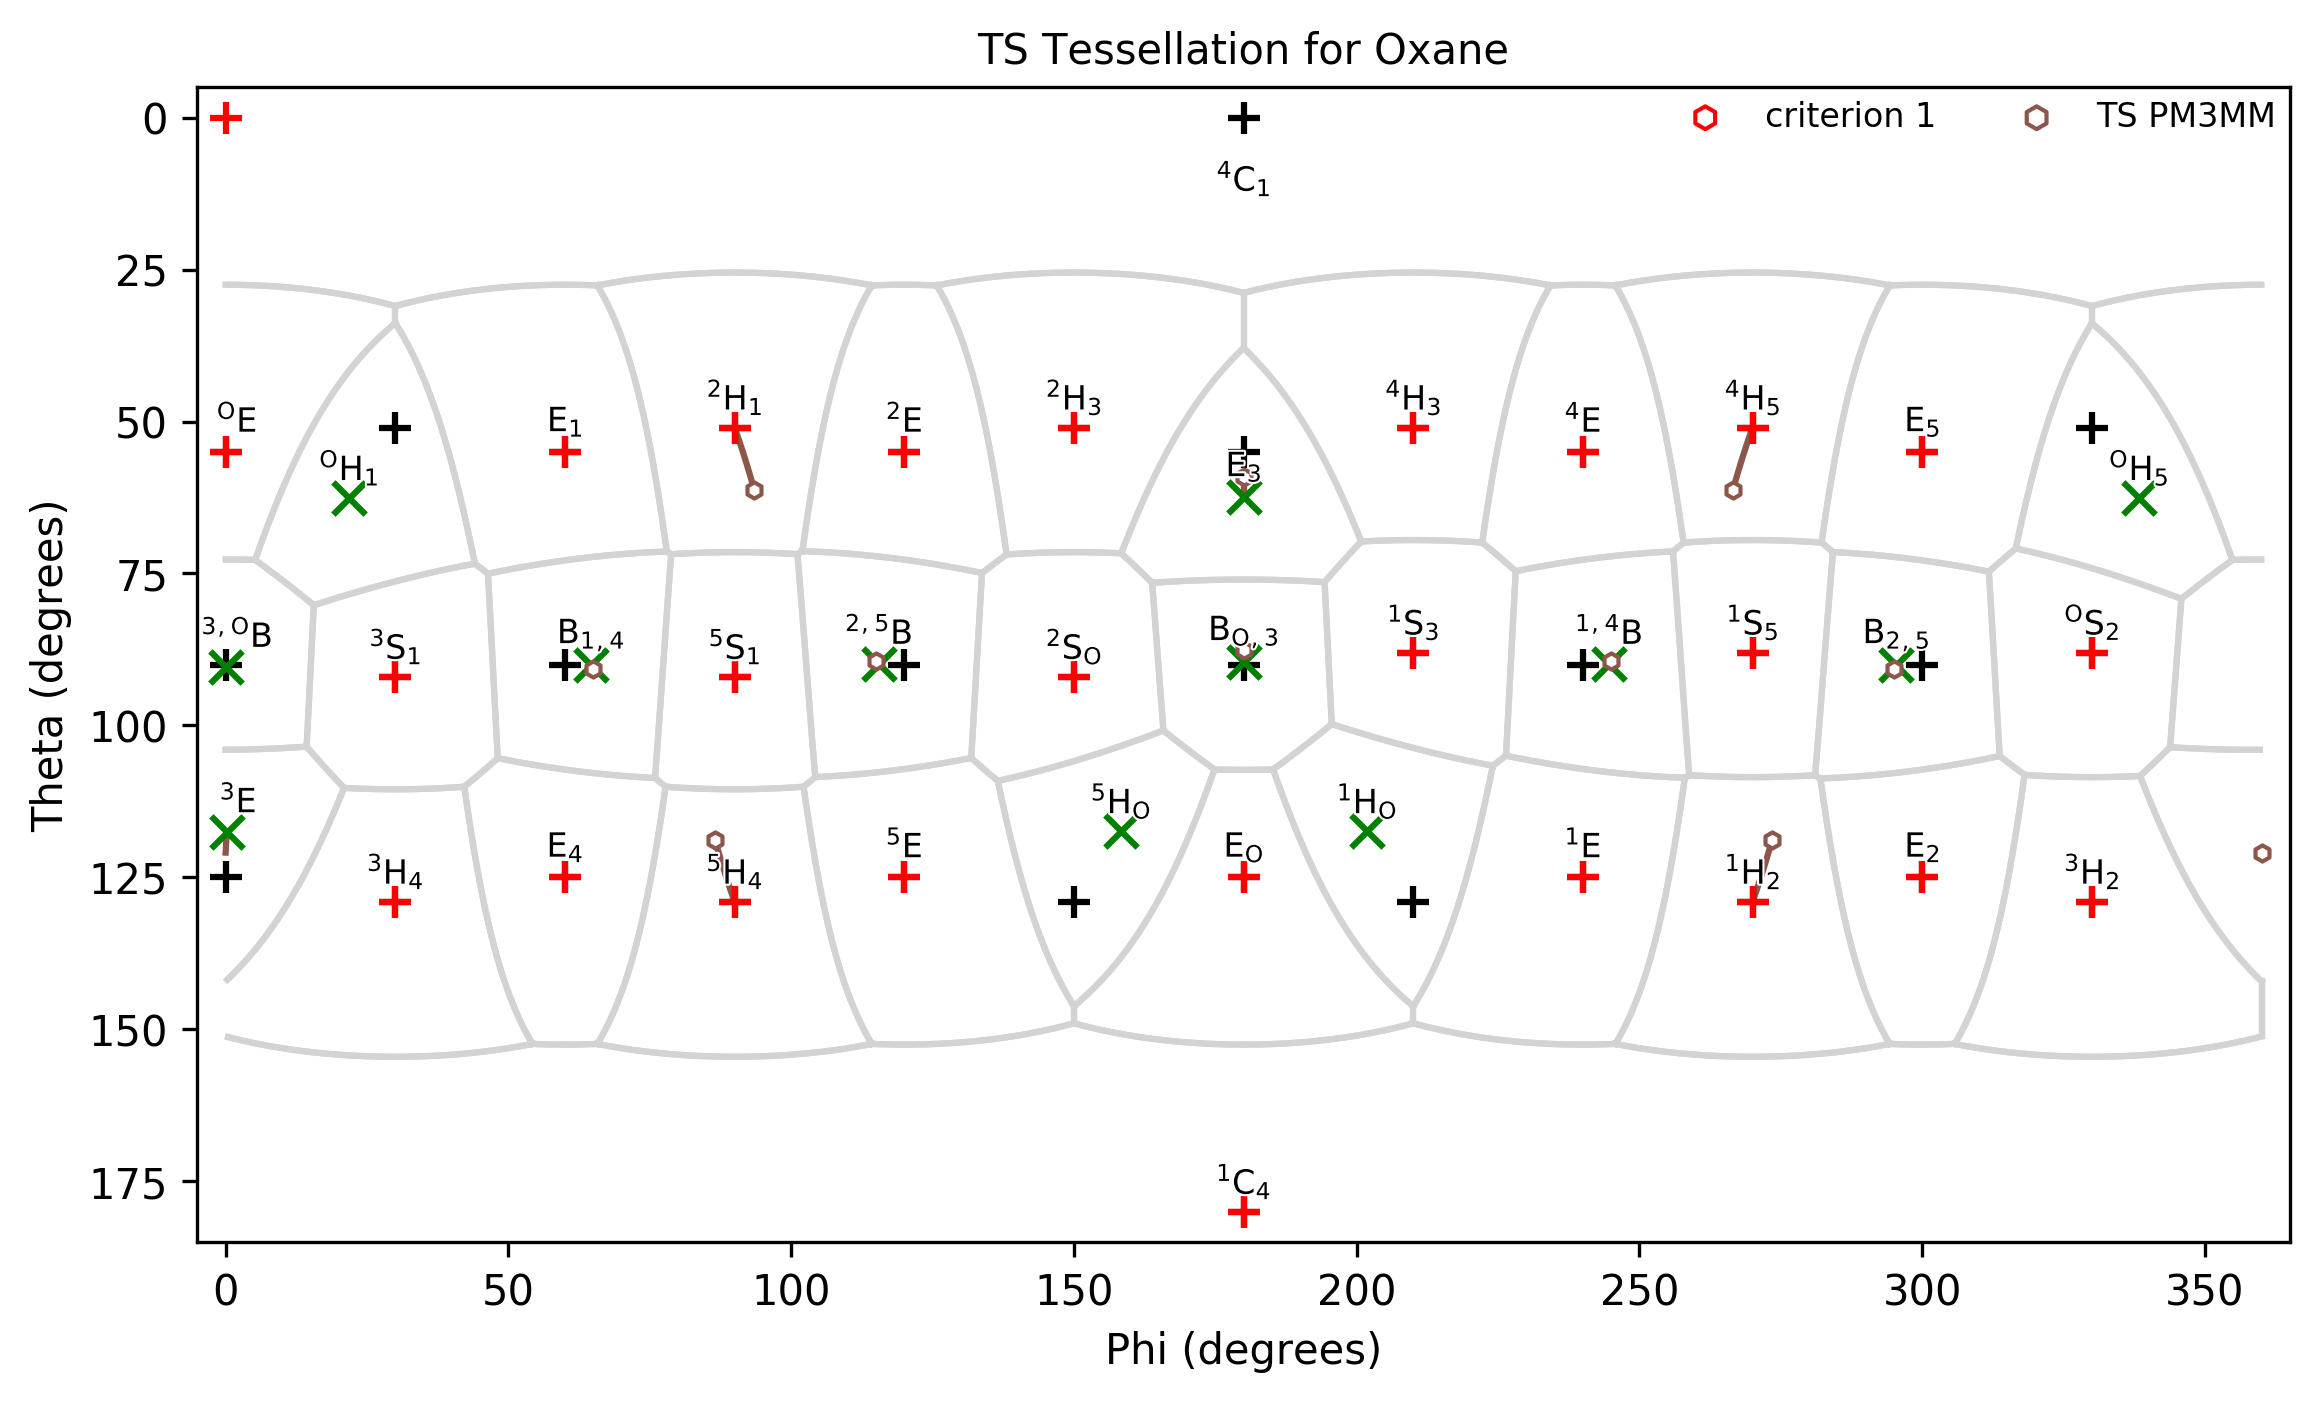 TS Tessellation for Oxane
criterion 1 TS PM3MM
⁴C₁
²H₁ ²H₃ ⁴H₃ ⁴H₅
ᴼE E₁ ²E ⁴E E₅
ᴼH₁ E₃ ᴼH₅
³,ᴼB ³S₁ B₁,₄ ⁵S₁ ²,⁵B ²Sₒ Bₒ,₃ ¹S₃ ¹,⁴B ¹S₅ B₂,₅ ᴼS₂
³E ⁵Hₒ ¹Hₒ
E₄ ⁵E Eₒ ¹E E₂
³H₄ ⁵H₄ ¹H₂ ³H₂
¹C₄
0
25
50
75
100
125
150
175
Theta (degrees)
0 50 100 150 200 250 300 350
Phi (degrees)